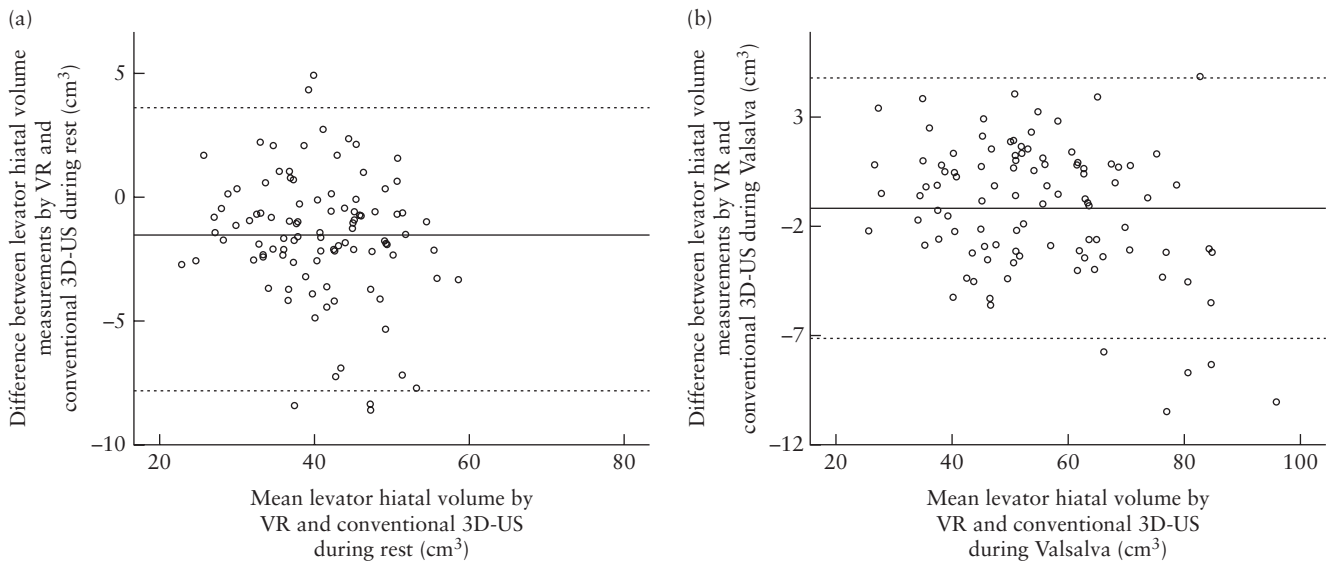 (a)
Difference between levator hiatal volume
measurements by VR and
conventional 3D-US during rest (cm³)
5
0
−5
−10
20
40
60
80
Mean levator hiatal volume by
VR and conventional 3D-US
during rest (cm³)
(b)
Difference between levator hiatal volume
measurements by VR and
conventional 3D-US during Valsalva (cm³)
3
−2
−7
−12
20
40
60
80
100
Mean levator hiatal volume by
VR and conventional 3D-US
during Valsalva (cm³)